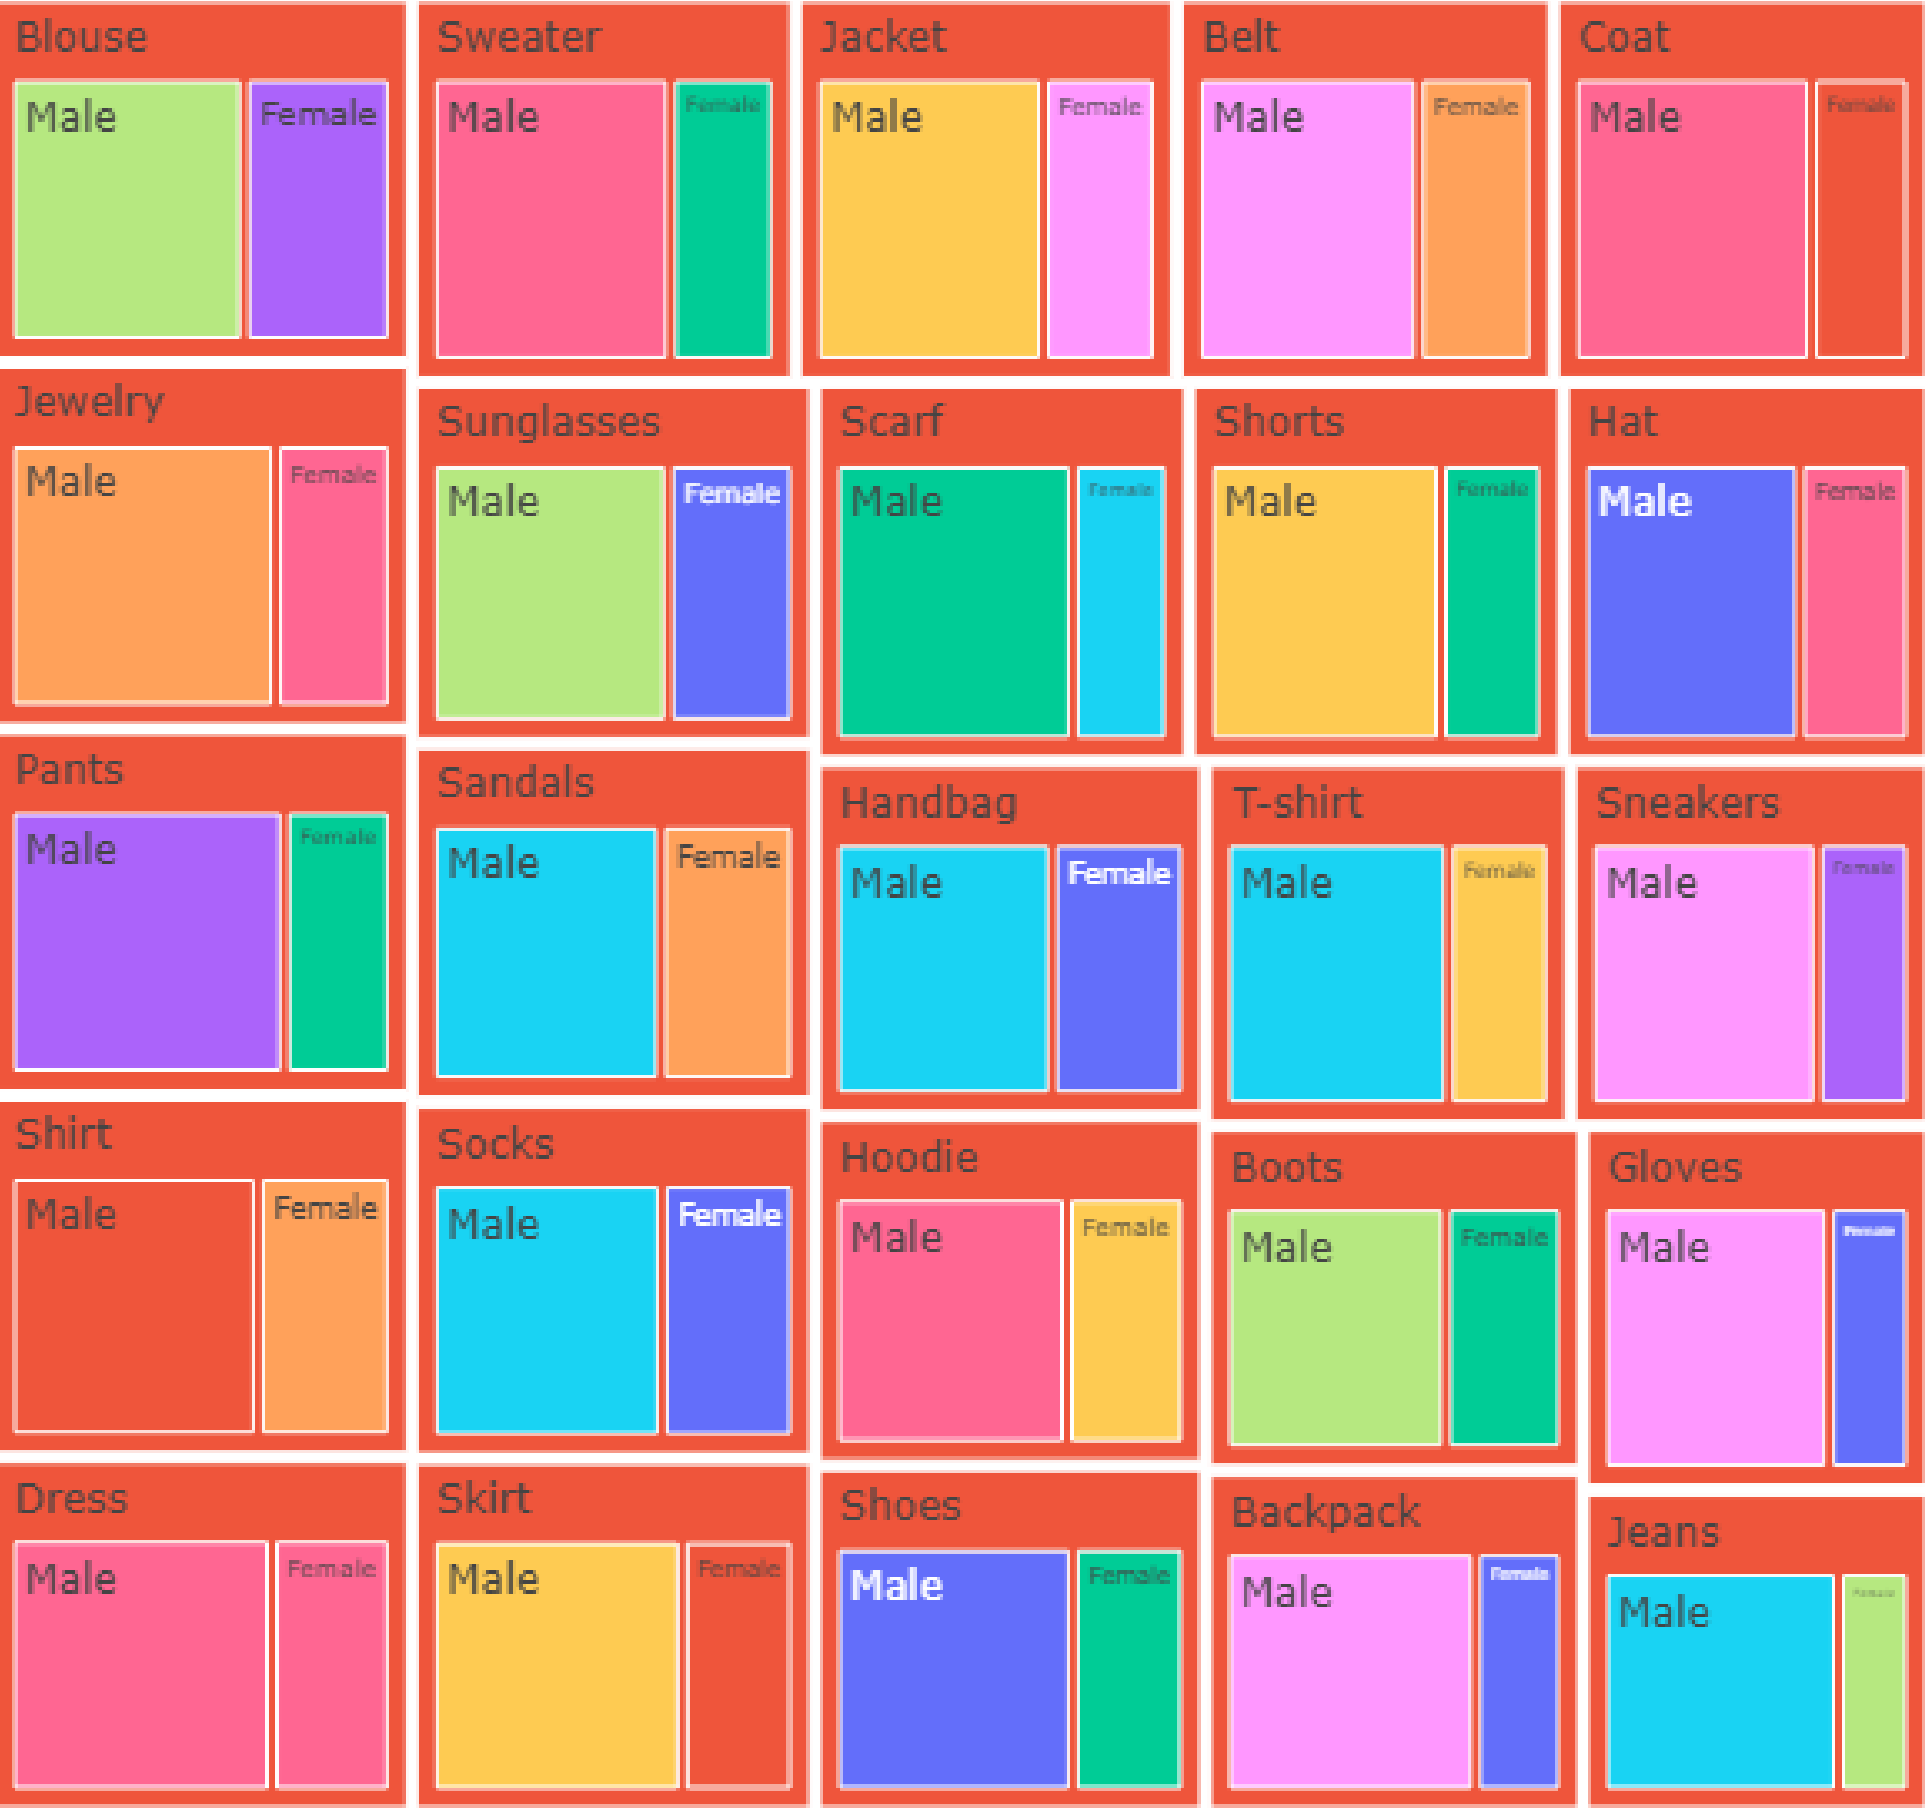 Blouse
Male Female
Sweater
Male Female
Jacket
Male Female
Belt
Male Female
Coat
Male Female
Jewelry
Male Female
Sunglasses
Male Female
Scarf
Male Female
Shorts
Male Female
Hat
Male Female
Pants
Male Female
Sandals
Male Female
Handbag
Male Female
T-shirt
Male Female
Sneakers
Male Female
Shirt
Male Female
Socks
Male Female
Hoodie
Male Female
Boots
Male Female
Gloves
Male Female
Dress
Male Female
Skirt
Male Female
Shoes
Male Female
Backpack
Male Female
Jeans
Male Female